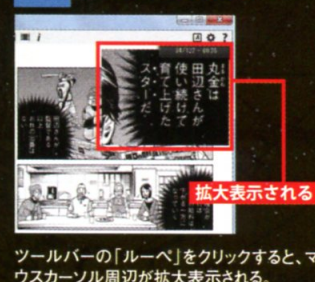 丸金は
田辺さんが
使い続けて
育て上げた
スターだ…
拡大表示される
ツールバーの「ルーペ」をクリックすると、マ
ウスカーソル周辺が拡大表示される。